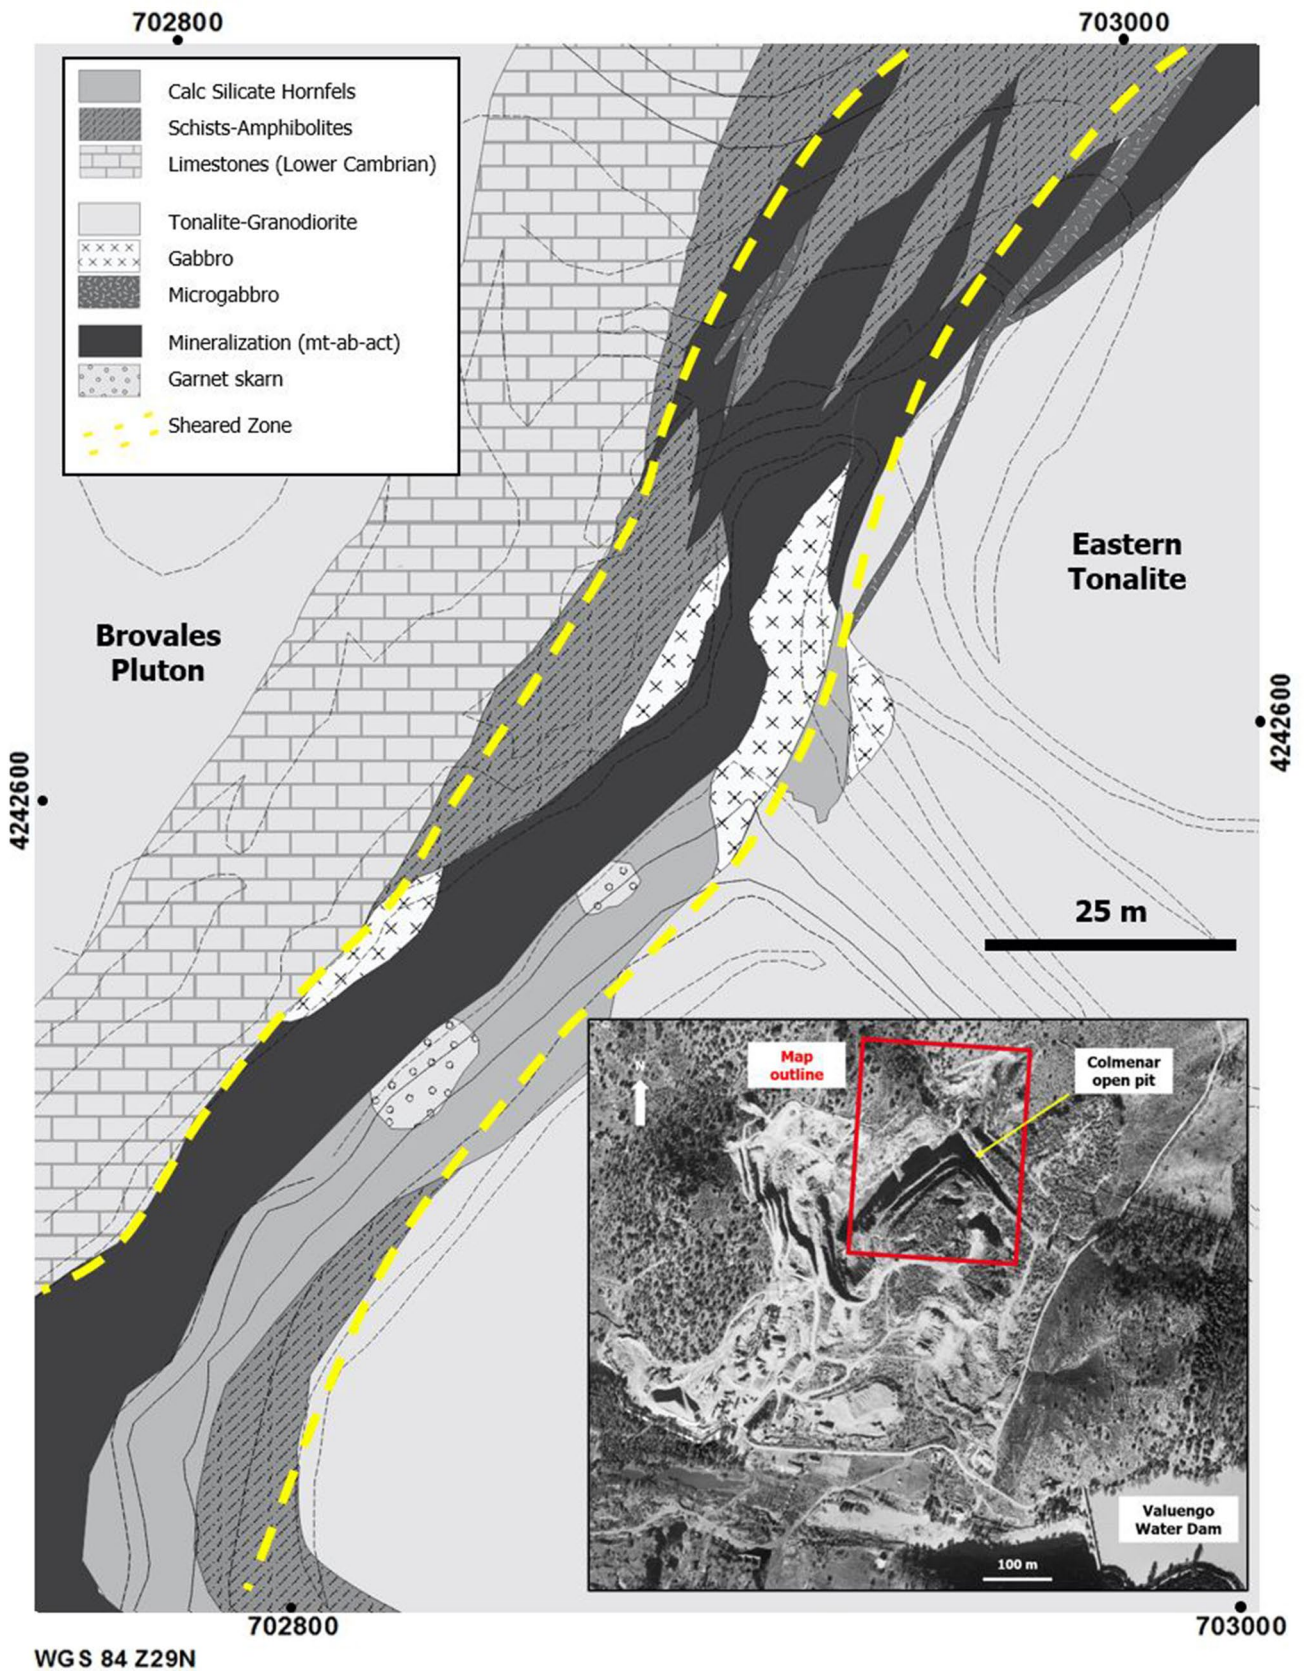 702800
703000
Calc Silicate Hornfels
Schists-Amphibolites
Limestones (Lower Cambrian)
Tonalite-Granodiorite
Gabbro
Microgabbro
Mineralization (mt-ab-act)
Garnet skarn
Sheared Zone
Eastern
Tonalite
Brovales
Pluton
4242600
4242600
25 m
Map
outline
N
Colmenar
open pit
Valuengo
Water Dam
100 m
702800
703000
WGS 84 Z29N